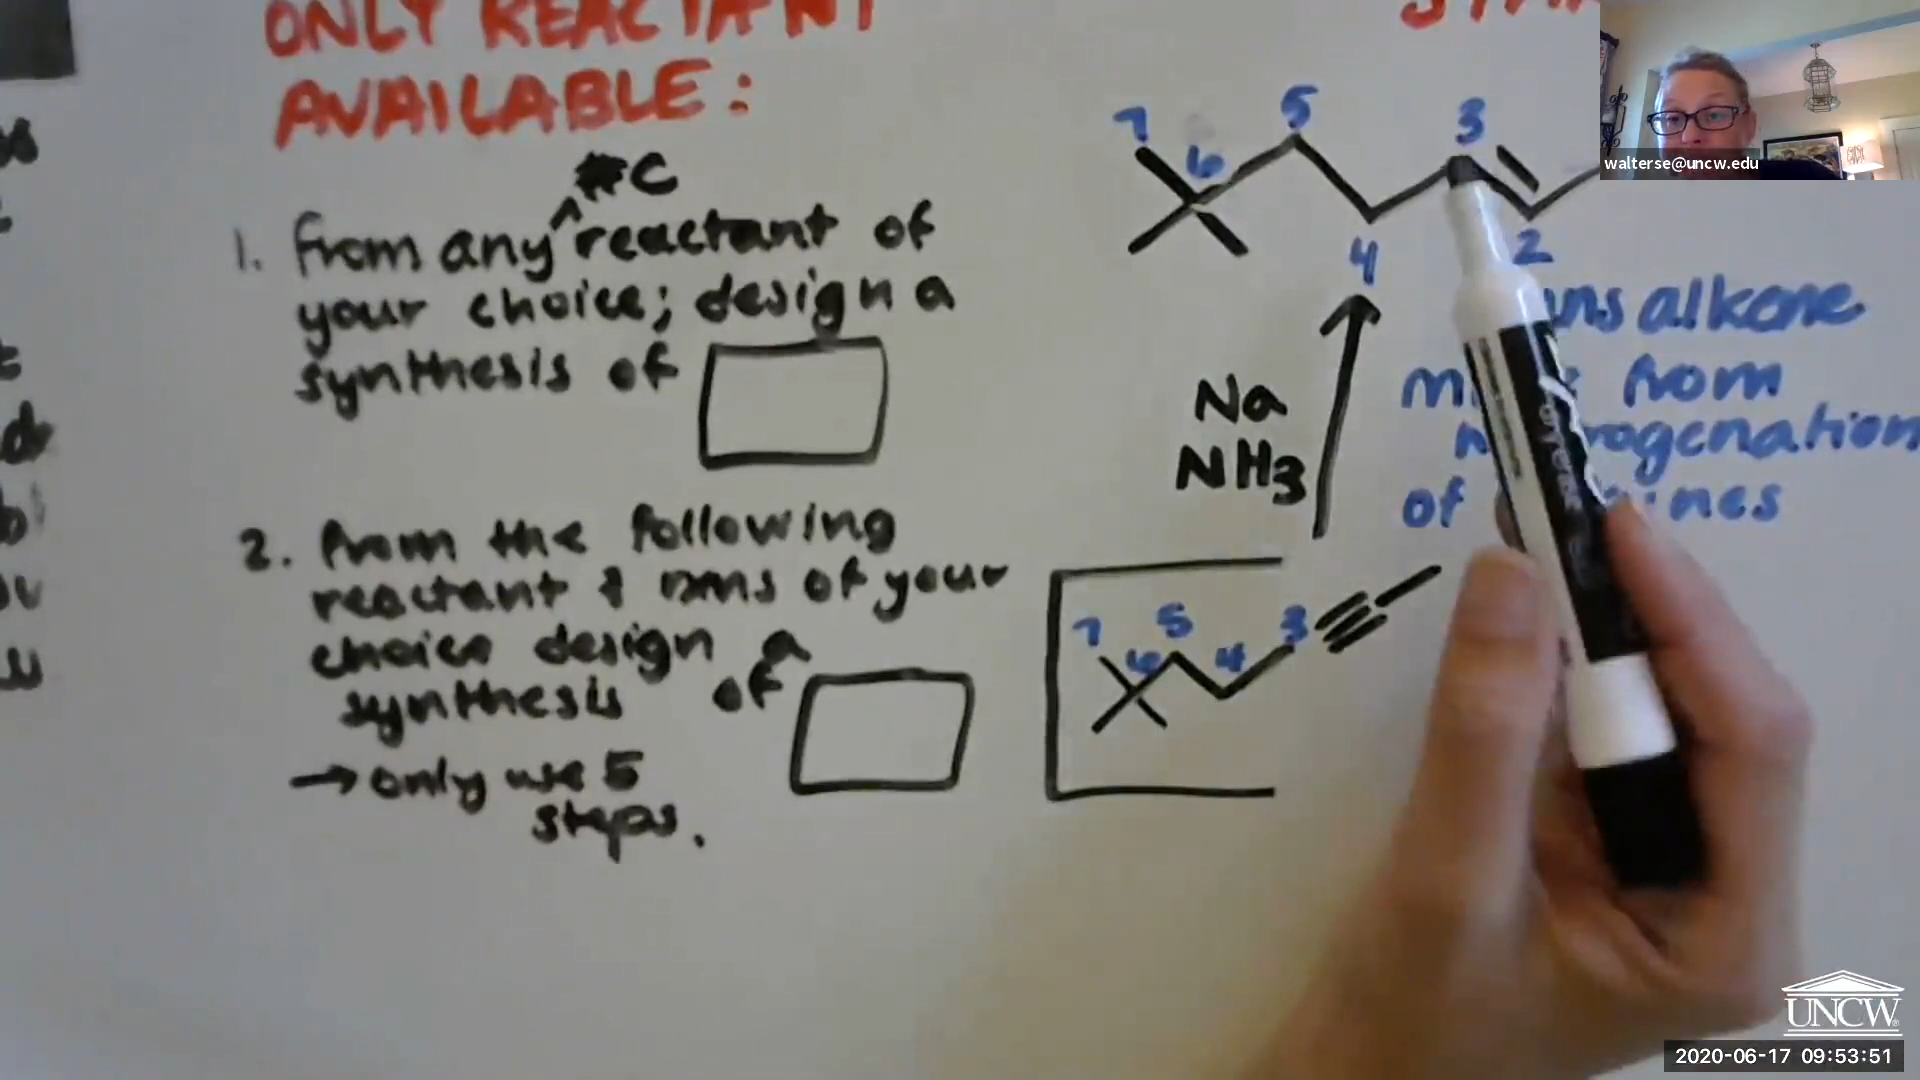 ONLY REACTANT
AVAILABLE:
#C
1. From any ^ reactant of
your choice; design a
synthesis of
2. From the following
reactant & rxns of your
choice design a
synthesis of
→ only use 5
steps.
7
6
5
4
3
2
alkene
from
of
Na
NH3
7
6
5
4
3
walterse@uncw.edu
UNCW
2020-06-17 09:53:51